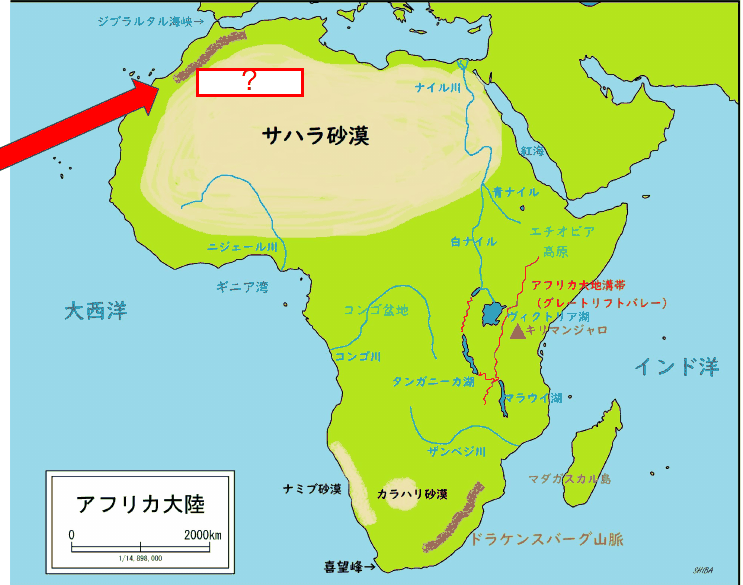 ジブラルタル海峡→
?
ナイル川
サハラ砂漠
紅海
青ナイル
エチオピア
高原
白ナイル
ニジェール川
ギニア湾
アフリカ大地溝帯
(グレートリフトバレー)
大西洋
コンゴ盆地
ヴィクトリア湖
キリマンジャロ
コンゴ川
インド洋
タンガニーカ湖
マラウイ湖
ザンベジ川
マダガスカル島
ナミブ砂漠
カラハリ砂漠
アフリカ大陸
0 2000km
1/14,898,000
ドラケンスバーグ山脈
喜望峰→
SHIBA